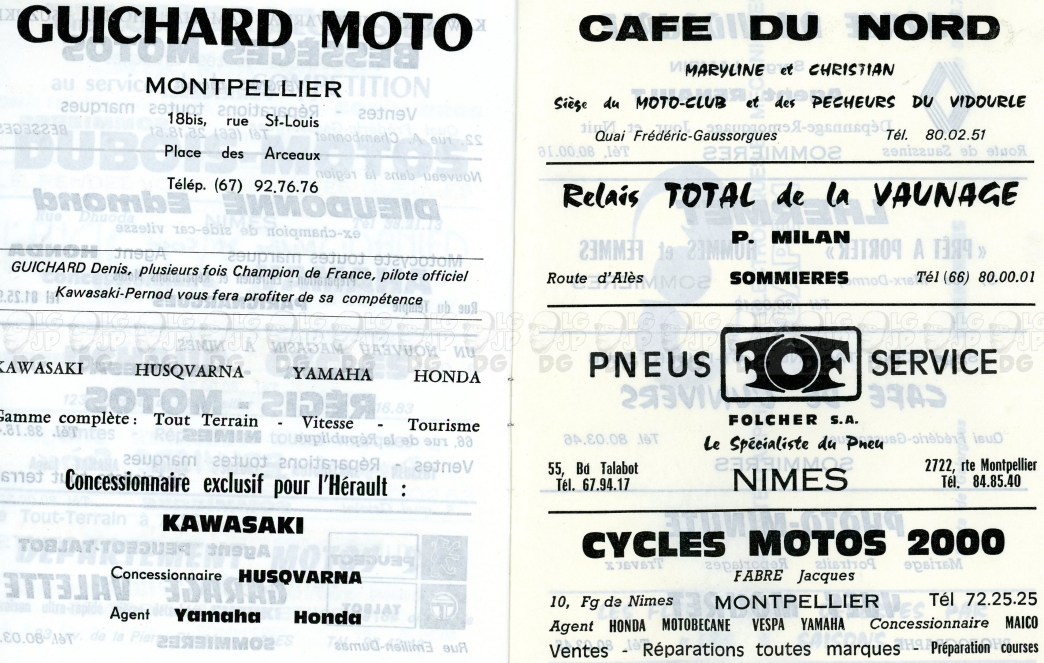 GUICHARD MOTO
MONTPELLIER
18bis, rue St-Louis
Place des Arceaux
Télép. (67) 92.76.76
GUICHARD Denis, plusieurs fois Champion de France, pilote officiel
Kawasaki-Pernod vous fera profiter de sa compétence
KAWASAKI HUSQVARNA YAMAHA HONDA
Gamme complète : Tout Terrain - Vitesse - Tourisme
Concessionnaire exclusif pour l'Hérault :
KAWASAKI
Concessionnaire HUSQVARNA
Agent Yamaha Honda
CAFE DU NORD
MARYLINE et CHRISTIAN
Siège du MOTO-CLUB et des PECHEURS DU VIDOURLE
Quai Frédéric-Gaussorgues Tél. 80.02.51
Relais TOTAL de la VAUNAGE
P. MILAN
Route d'Alès SOMMIERES Tél (66) 80.00.01
PNEUS SERVICE
FOLCHER S.A.
Le Spécialiste du Pneu
55, Bd Talabot 2722, rte Montpellier
Tél. 67.94.17 NIMES Tél. 84.85.40
CYCLES MOTOS 2000
FABRE Jacques
10, Fg de Nimes MONTPELLIER Tél 72.25.25
Agent HONDA MOTOBECANE VESPA YAMAHA Concessionnaire MAICO
Ventes - Réparations toutes marques - Préparation courses